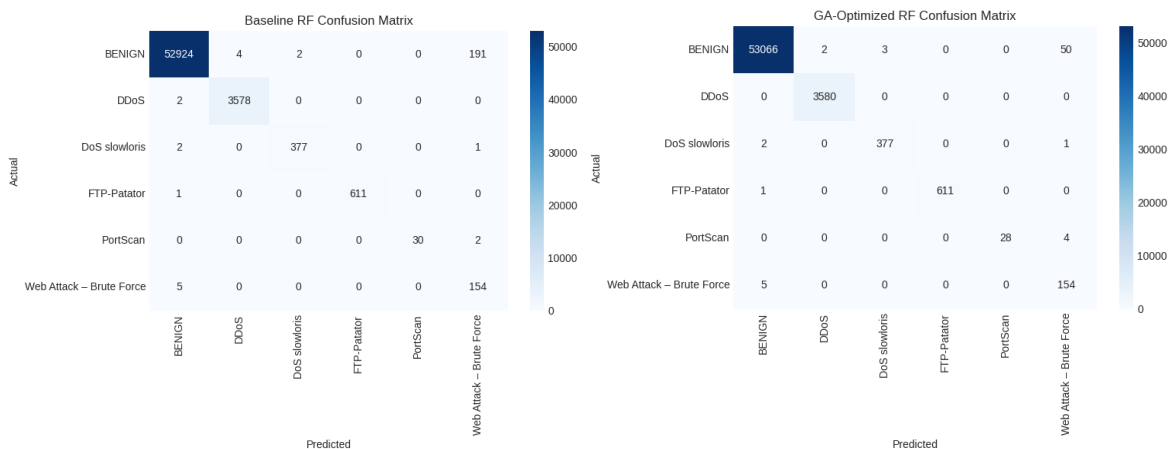 Baseline RF Confusion Matrix
Actual
BENIGN 52924 4 2 0 0 191
DDoS 2 3578 0 0 0 0
DoS slowloris 2 0 377 0 0 1
FTP-Patator 1 0 0 611 0 0
PortScan 0 0 0 0 30 2
Web Attack – Brute Force 5 0 0 0 0 154
BENIGN
DDoS
DoS slowloris
FTP-Patator
PortScan
Web Attack – Brute Force
Predicted
50000
40000
30000
20000
10000
0
GA-Optimized RF Confusion Matrix
Actual
BENIGN 53066 2 3 0 0 50
DDoS 0 3580 0 0 0 0
DoS slowloris 2 0 377 0 0 1
FTP-Patator 1 0 0 611 0 0
PortScan 0 0 0 0 28 4
Web Attack – Brute Force 5 0 0 0 0 154
BENIGN
DDoS
DoS slowloris
FTP-Patator
PortScan
Web Attack – Brute Force
Predicted
50000
40000
30000
20000
10000
0